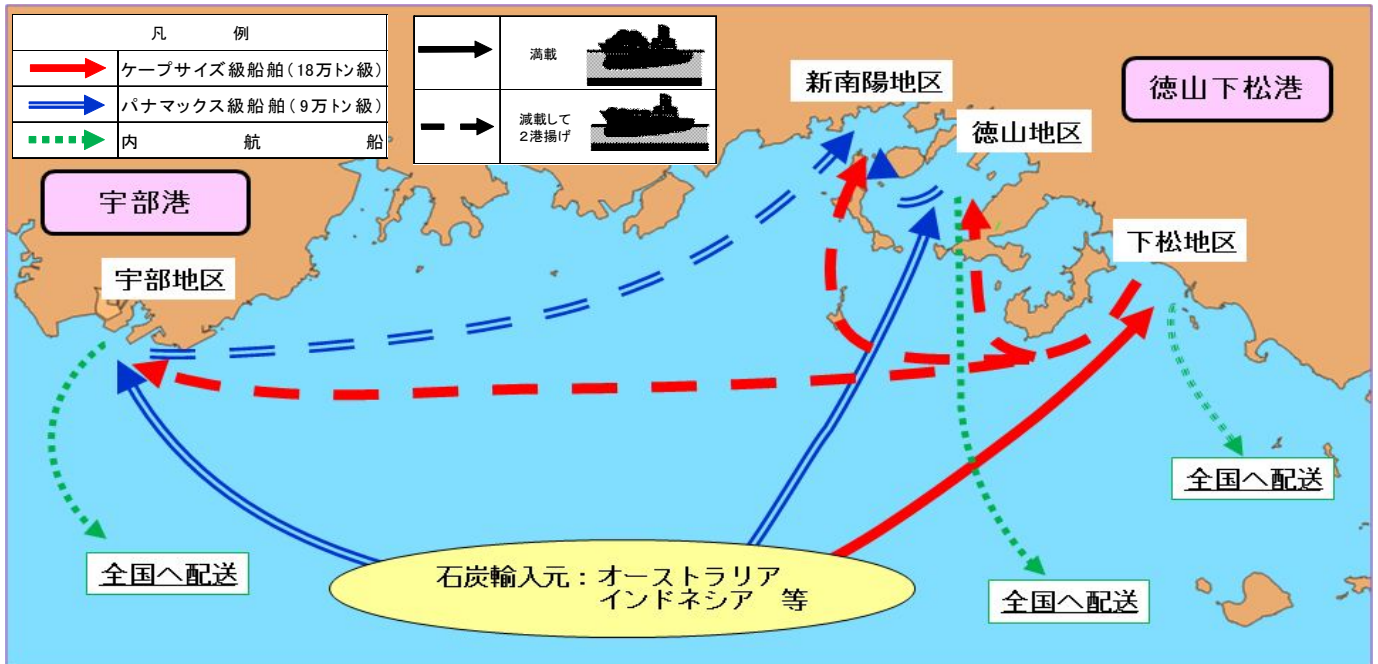 凡 例
ケープサイズ級船舶(18万トン級)
パナマックス級船舶(9万トン級)
内 航 船
満載
減載して
2港揚げ
新南陽地区
徳山下松港
徳山地区
宇部港
下松地区
宇部地区
全国へ配送
全国へ配送
全国へ配送
石炭輸入元:オーストラリア
インドネシア 等